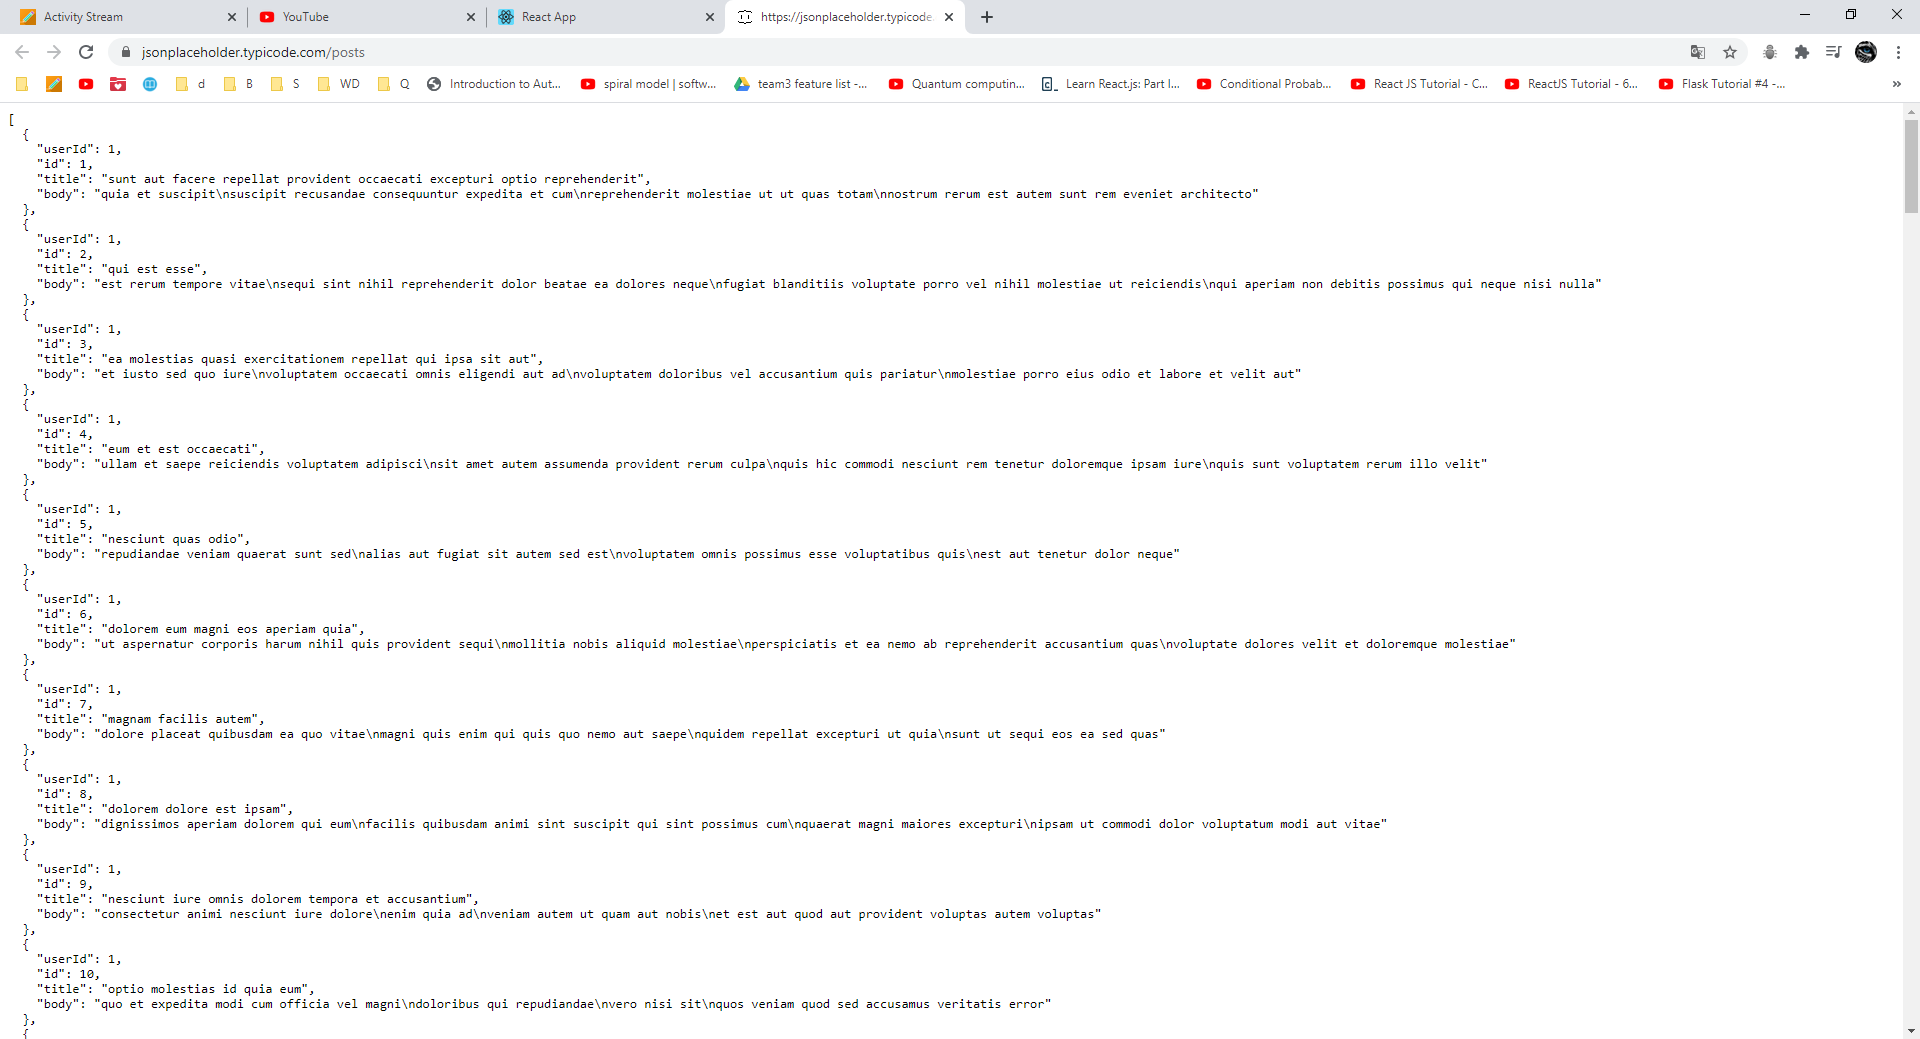 Activity Stream
YouTube
React App
https://jsonplaceholder.typicode.
jsonplaceholder.typicode.com/posts
d
B
S
WD
Q
Introduction to Aut...
spiral model | softw...
team3 feature list -...
Quantum computin...
Learn React.js: Part I...
Conditional Probab...
React JS Tutorial - C...
ReactJS Tutorial - 6...
Flask Tutorial #4 -...
»
[
  {
    "userId": 1,
    "id": 1,
    "title": "sunt aut facere repellat provident occaecati excepturi optio reprehenderit",
    "body": "quia et suscipit\nsuscipit recusandae consequuntur expedita et cum\nreprehenderit molestiae ut ut quas totam\nnostrum rerum est autem sunt rem eveniet architecto"
  },
  {
    "userId": 1,
    "id": 2,
    "title": "qui est esse",
    "body": "est rerum tempore vitae\nsequi sint nihil reprehenderit dolor beatae ea dolores neque\nfugiat blanditiis voluptate porro vel nihil molestiae ut reiciendis\nqui aperiam non debitis possimus qui neque nisi nulla"
  },
  {
    "userId": 1,
    "id": 3,
    "title": "ea molestias quasi exercitationem repellat qui ipsa sit aut",
    "body": "et iusto sed quo iure\nvoluptatem occaecati omnis eligendi aut ad\nvoluptatem doloribus vel accusantium quis pariatur\nmolestiae porro eius odio et labore et velit aut"
  },
  {
    "userId": 1,
    "id": 4,
    "title": "eum et est occaecati",
    "body": "ullam et saepe reiciendis voluptatem adipisci\nsit amet autem assumenda provident rerum culpa\nquis hic commodi nesciunt rem tenetur doloremque ipsam iure\nquis sunt voluptatem rerum illo velit"
  },
  {
    "userId": 1,
    "id": 5,
    "title": "nesciunt quas odio",
    "body": "repudiandae veniam quaerat sunt sed\nalias aut fugiat sit autem sed est\nvoluptatem omnis possimus esse voluptatibus quis\nest aut tenetur dolor neque"
  },
  {
    "userId": 1,
    "id": 6,
    "title": "dolorem eum magni eos aperiam quia",
    "body": "ut aspernatur corporis harum nihil quis provident sequi\nmollitia nobis aliquid molestiae\nperspiciatis et ea nemo ab reprehenderit accusantium quas\nvoluptate dolores velit et doloremque molestiae"
  },
  {
    "userId": 1,
    "id": 7,
    "title": "magnam facilis autem",
    "body": "dolore placeat quibusdam ea quo vitae\nmagni quis enim qui quis quo nemo aut saepe\nquidem repellat excepturi ut quia\nsunt ut sequi eos ea sed quas"
  },
  {
    "userId": 1,
    "id": 8,
    "title": "dolorem dolore est ipsam",
    "body": "dignissimos aperiam dolorem qui eum\nfacilis quibusdam animi sint suscipit qui sint possimus cum\nquaerat magni maiores excepturi\nipsam ut commodi dolor voluptatum modi aut vitae"
  },
  {
    "userId": 1,
    "id": 9,
    "title": "nesciunt iure omnis dolorem tempora et accusantium",
    "body": "consectetur animi nesciunt iure dolore\nenim quia ad\nveniam autem ut quam aut nobis\net est aut quod aut provident voluptas autem voluptas"
  },
  {
    "userId": 1,
    "id": 10,
    "title": "optio molestias id quia eum",
    "body": "quo et expedita modi cum officia vel magni\ndoloribus qui repudiandae\nvero nisi sit\nquos veniam quod sed accusamus veritatis error"
  },
  {